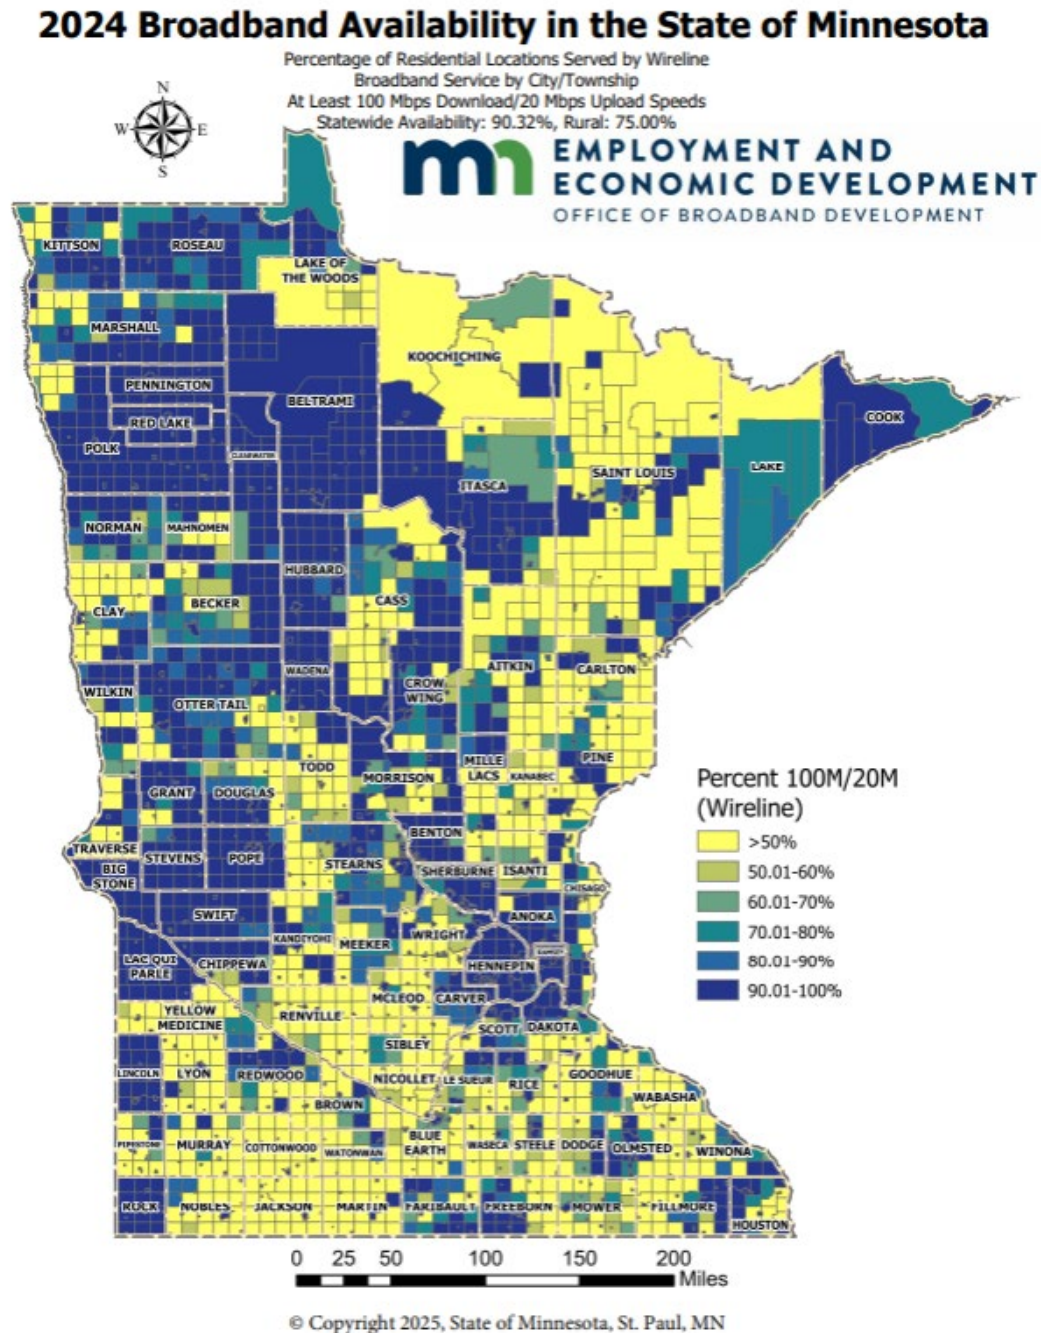 2024 Broadband Availability in the State of Minnesota
Percentage of Residential Locations Served by Wireline
Broadband Service by City/Township
At Least 100 Mbps Download/20 Mbps Upload Speeds
Statewide Availability: 90.32%, Rural: 75.00%
N
W E
S
mn
EMPLOYMENT AND
ECONOMIC DEVELOPMENT
OFFICE OF BROADBAND DEVELOPMENT
KITTSON
ROSEAU
LAKE OF
THE WOODS
MARSHALL
KOOCHICHING
PENNINGTON
BELTRAMI
RED LAKE
COOK
POLK
CLEARWATER
LAKE
SAINT LOUIS
ITASCA
NORMAN
MAHNOMEN
HUBBARD
CASS
CLAY
BECKER
AITKIN
CARLTON
WADENA
CROW
WING
WILKIN
OTTER TAIL
PINE
MILLE
LACS
KANABEC
TODD
MORRISON
GRANT
DOUGLAS
BENTON
TRAVERSE
STEVENS
POPE
STEARNS
BIG
STONE
SHERBURNE
ISANTI
CHISAGO
SWIFT
ANOKA
KANDIYOHI
MEEKER
WRIGHT
RAMSEY
LAC QUI
PARLE
CHIPPEWA
HENNEPIN
MCLEOD
CARVER
YELLOW
MEDICINE
RENVILLE
SCOTT
DAKOTA
SIBLEY
LINCOLN
LYON
REDWOOD
NICOLLET
LE SUEUR
RICE
GOODHUE
WABASHA
BROWN
PIPESTONE
MURRAY
COTTONWOOD
WATONWAN
BLUE
EARTH
WASECA
STEELE
DODGE
OLMSTED
WINONA
ROCK
NOBLES
JACKSON
MARTIN
FARIBAULT
FREEBORN
MOWER
FILLMORE
HOUSTON
Percent 100M/20M
(Wireline)
>50%
50.01-60%
60.01-70%
70.01-80%
80.01-90%
90.01-100%
0 25 50 100 150 200
Miles
© Copyright 2025, State of Minnesota, St. Paul, MN